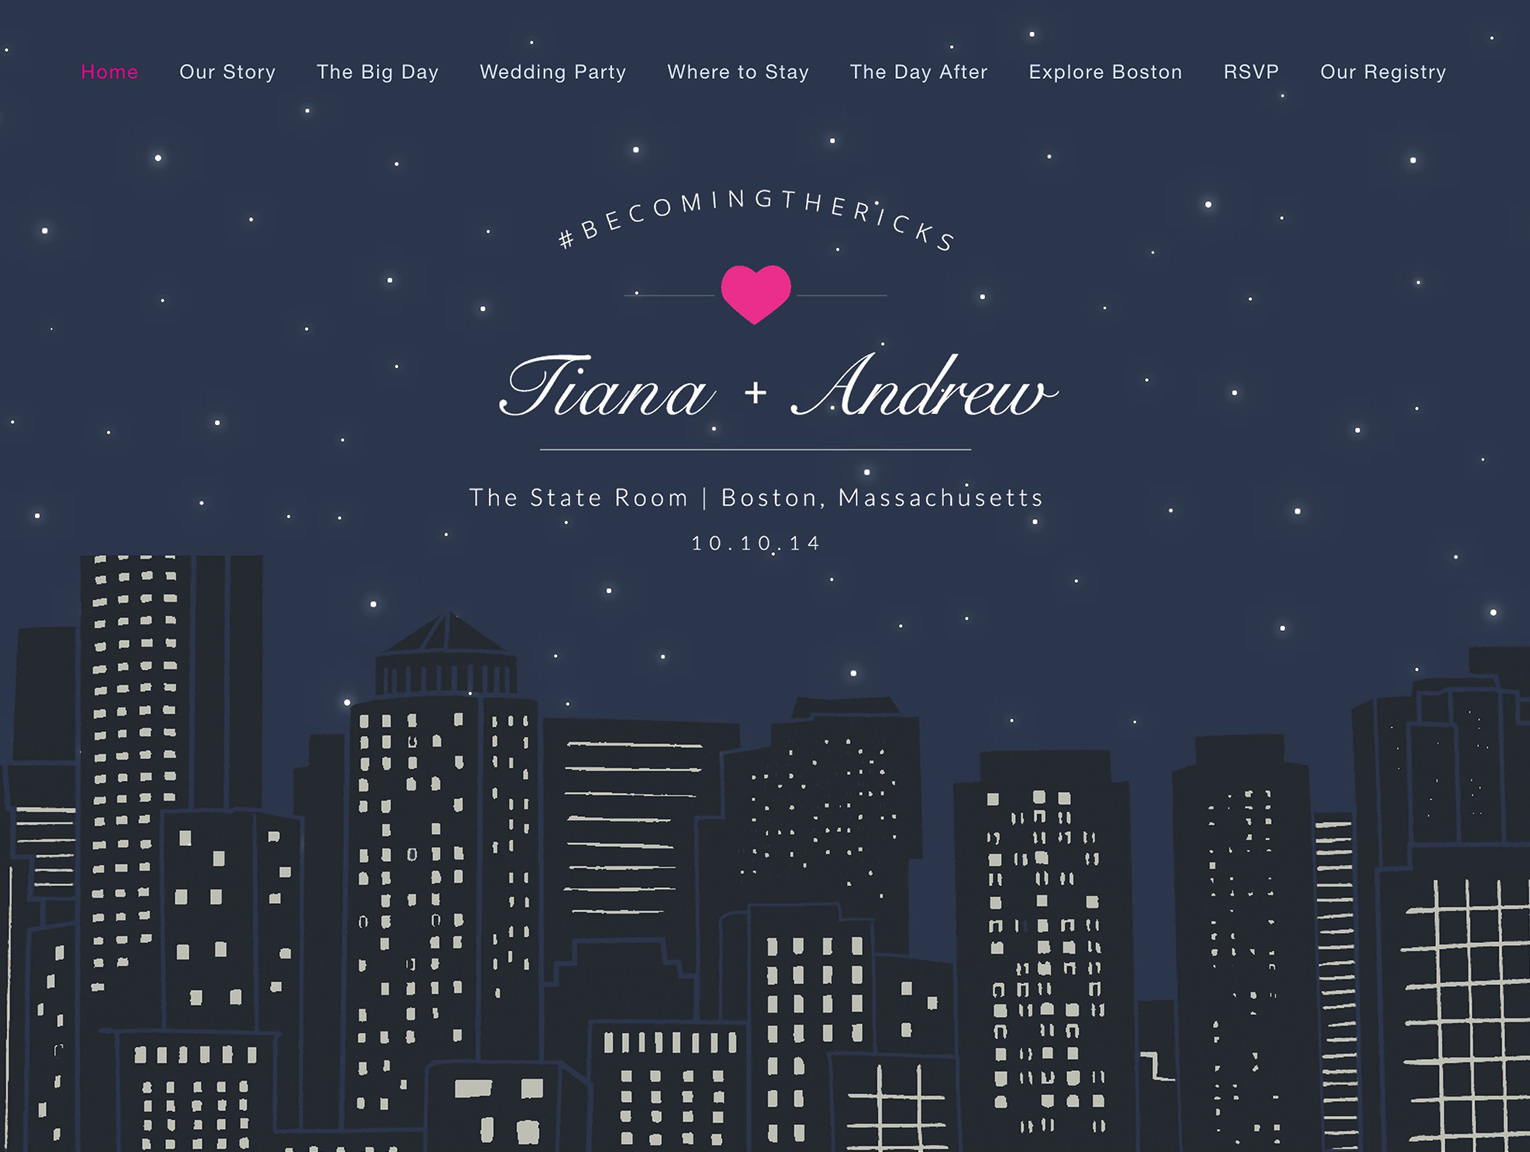 Home Our Story The Big Day Wedding Party Where to Stay The Day After Explore Boston RSVP Our Registry
#BECOMINGTHERICKS
Tiana + Andrew
The State Room | Boston, Massachusetts
10.10.14